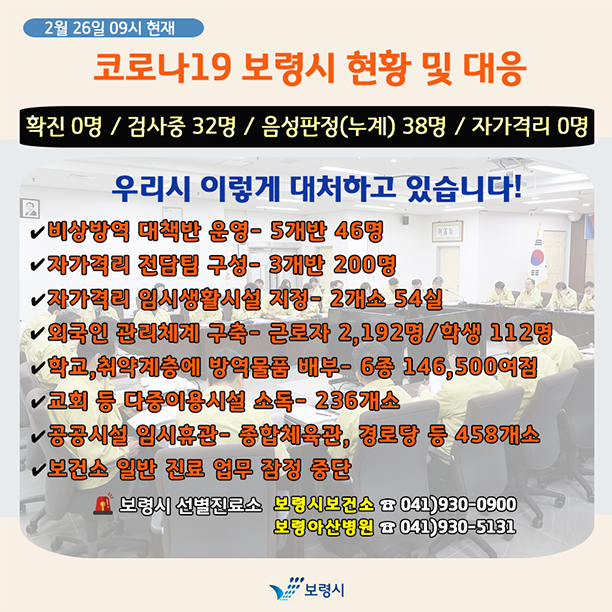 2월 26일 09시 현재
코로나19 보령시 현황 및 대응
확진 0명 / 검사중 32명 / 음성판정(누계) 38명 / 자가격리 0명
우리시 이렇게 대처하고 있습니다!
✔비상방역 대책반 운영- 5개반 46명
✔자가격리 전담팀 구성- 3개반 200명
✔자가격리 임시생활시설 지정- 2개소 54실
✔외국인 관리체계 구축- 근로자 2,192명/학생 112명
✔학교,취약계층에 방역물품 배부- 6종 146,500여점
✔교회 등 다중이용시설 소독- 236개소
✔공공시설 임시휴관- 종합체육관, 경로당 등 458개소
✔보건소 일반 진료 업무 잠정 중단
🚨 보령시 선별진료소 보령시보건소 ☎ 041)930-0900
보령아산병원 ☎ 041)930-5131
보령시